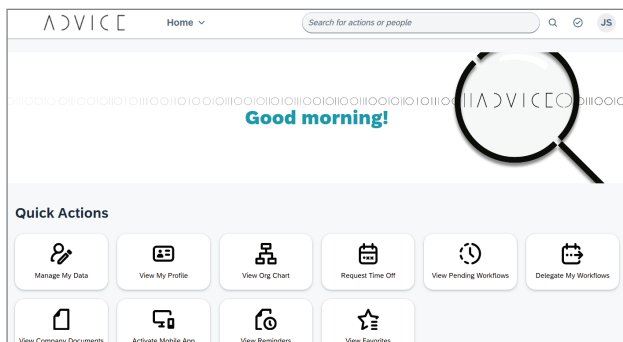 ADVICE
Home
Search for actions or people
JS
Good morning!
ADVICE
Quick Actions
Manage My Data
View My Profile
View Org Chart
Request Time Off
View Pending Workflows
Delegate My Workflows
View Company Documents
Activate Mobile App
View Reminders
View Favorites